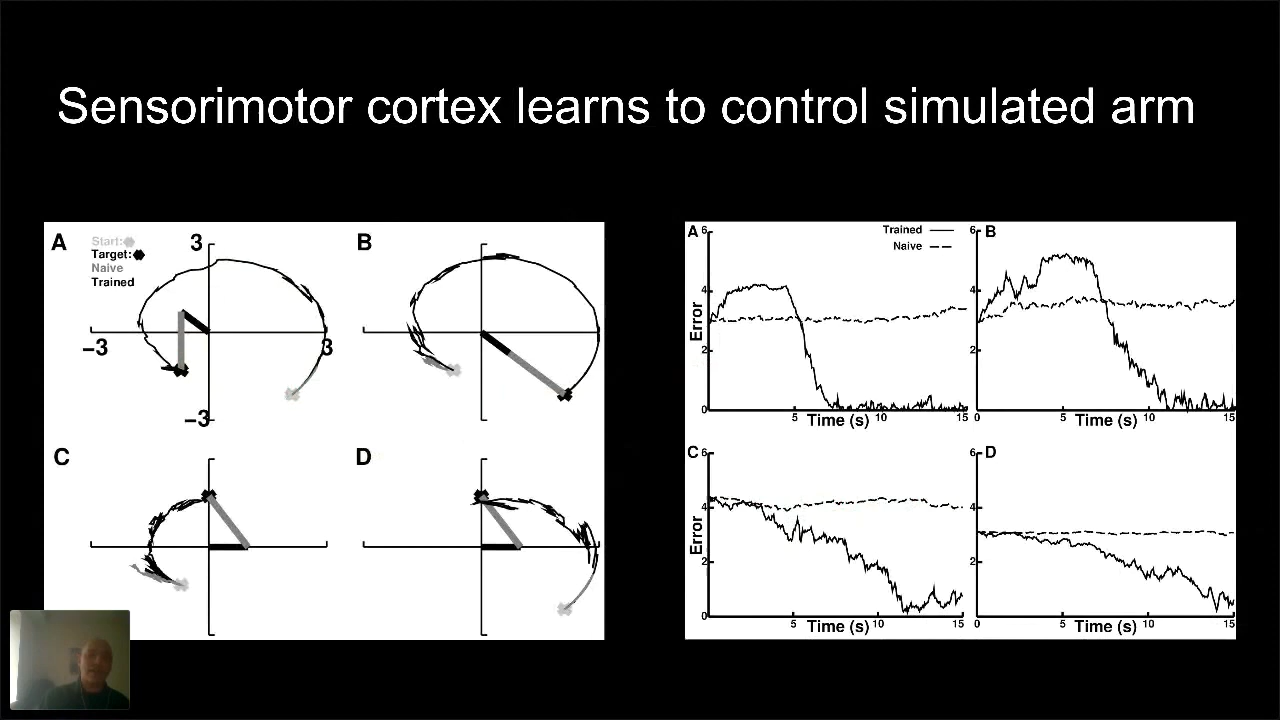 Sensorimotor cortex learns to control simulated arm
A
Start:
Target:
Naive
Trained
3
−3
3
−3
B
C
D
A
6
4
2
0
Error
Trained
Naive
5
10
15
Time (s)
B
6
4
2
0
5
10
15
Time (s)
C
6
4
2
0
Error
5
10
15
Time (s)
D
6
4
2
0
5
10
15
Time (s)